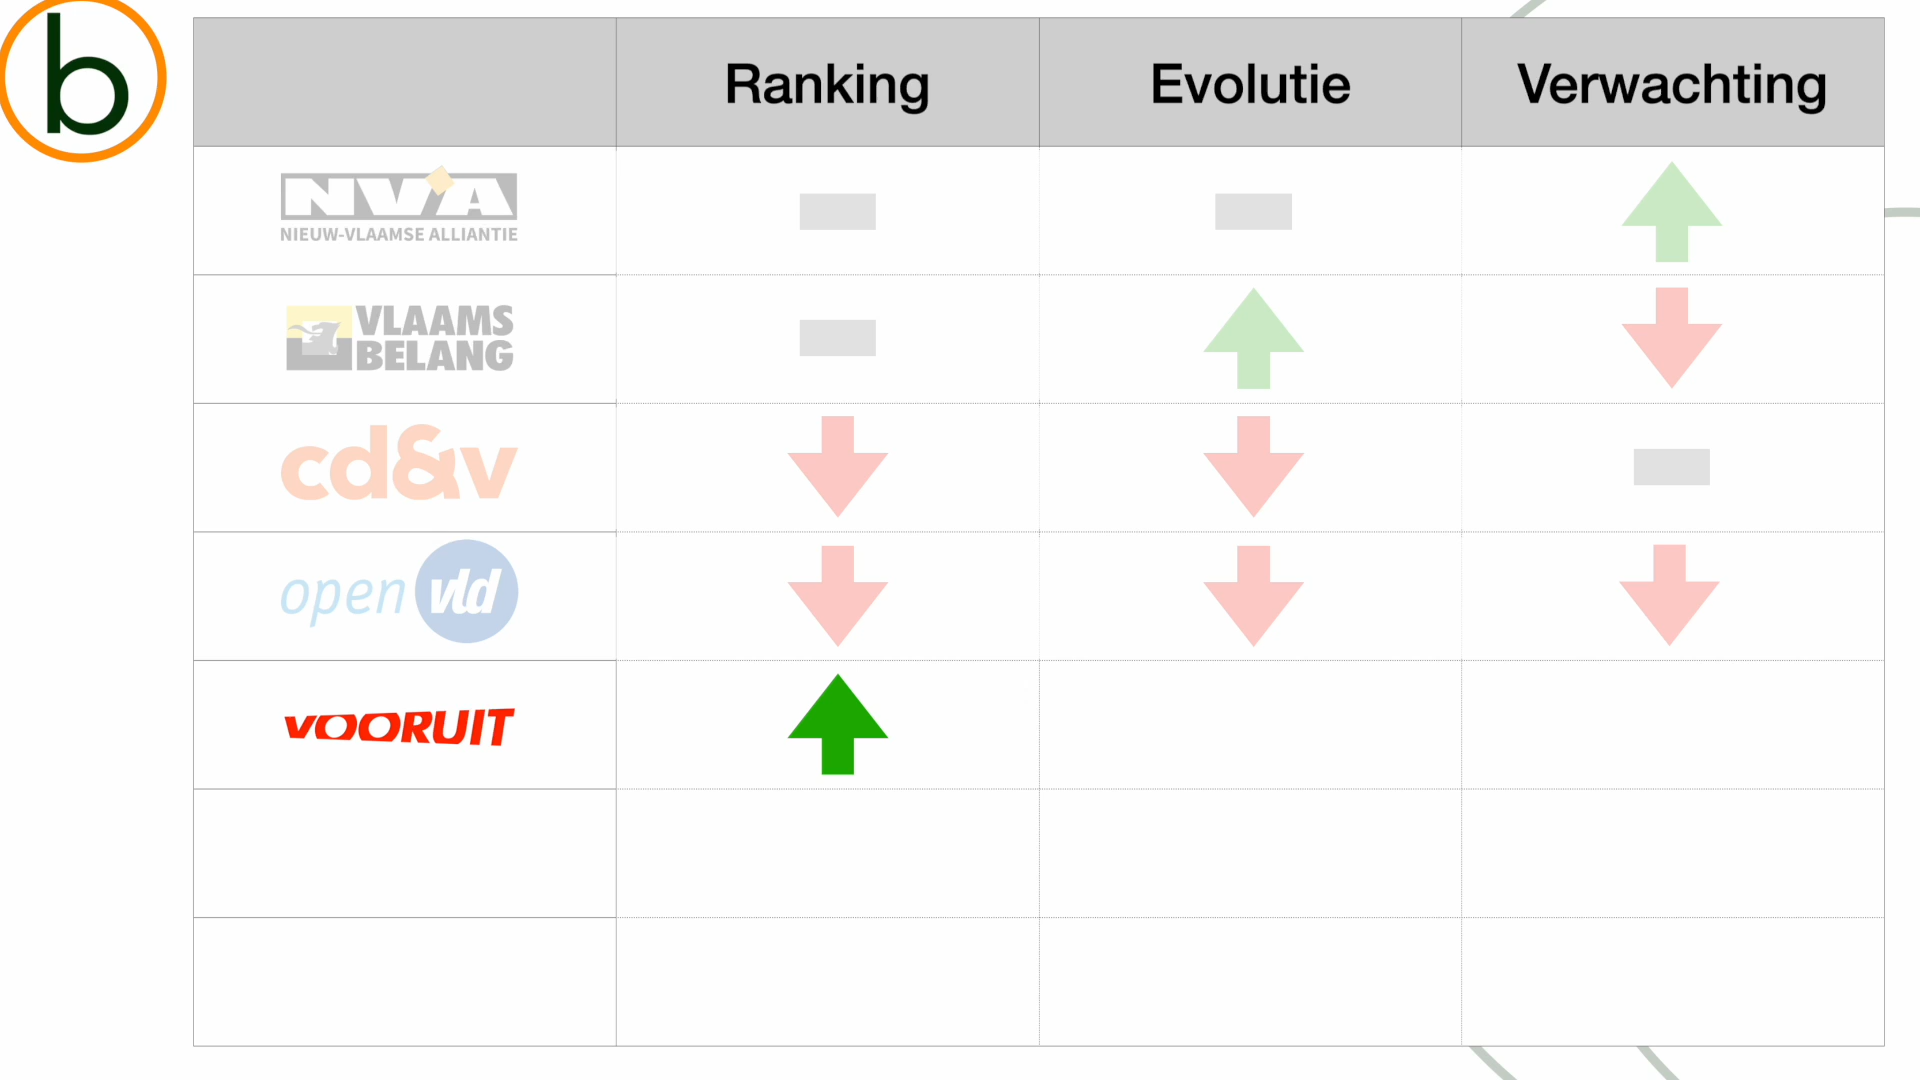 b
Ranking Evolutie Verwachting
NVA
NIEUW-VLAAMSE ALLIANTIE
VLAAMS
BELANG
cd&v
open vld
VOORUIT